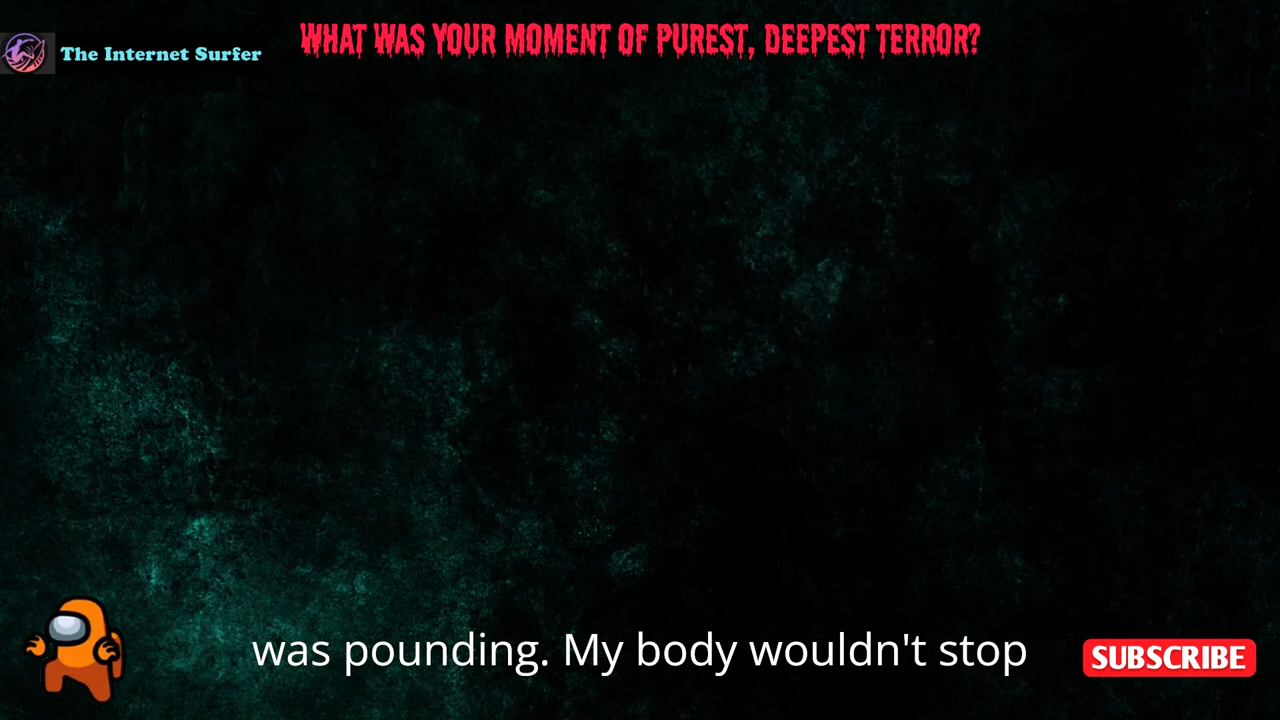 WHAT WAS YOUR MOMENT OF PUREST, DEEPEST TERROR?
The Internet Surfer
was pounding. My body wouldn't stop
SUBSCRIBE